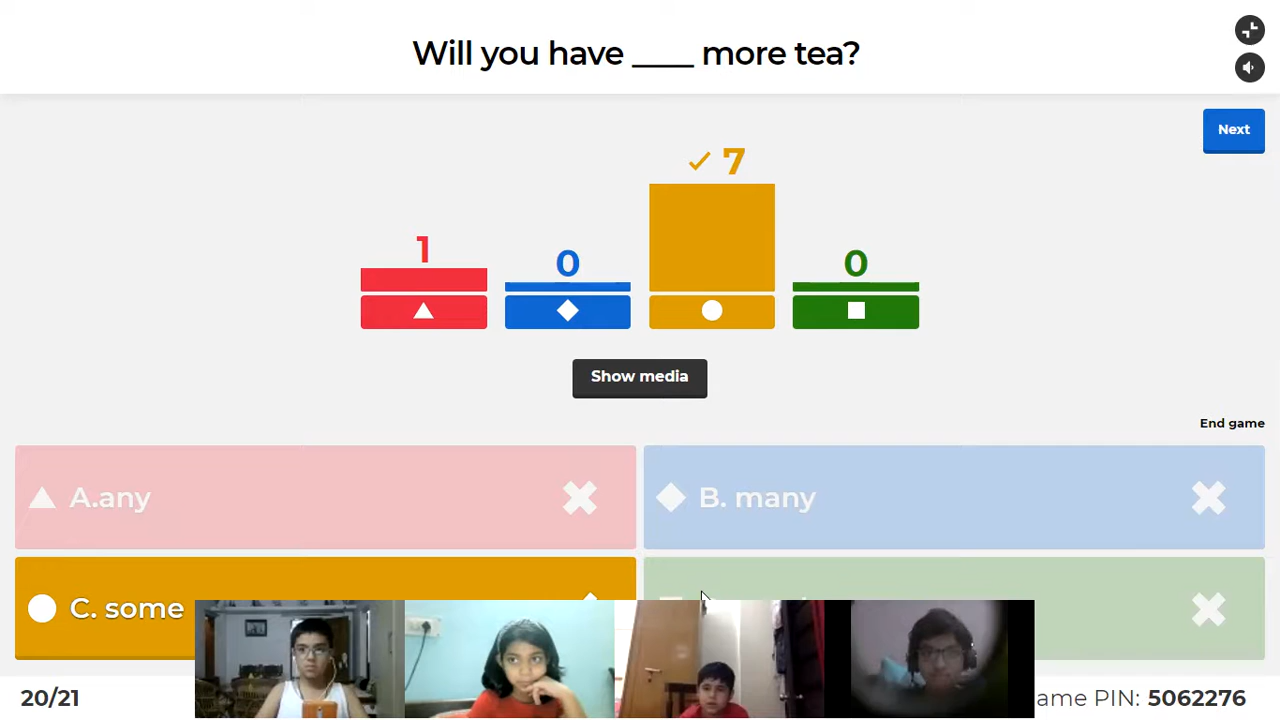 Will you have ____ more tea?
Next
7
1
0
0
Show media
End game
A.any
B. many
C. some
20/21
ame PIN: 5062276